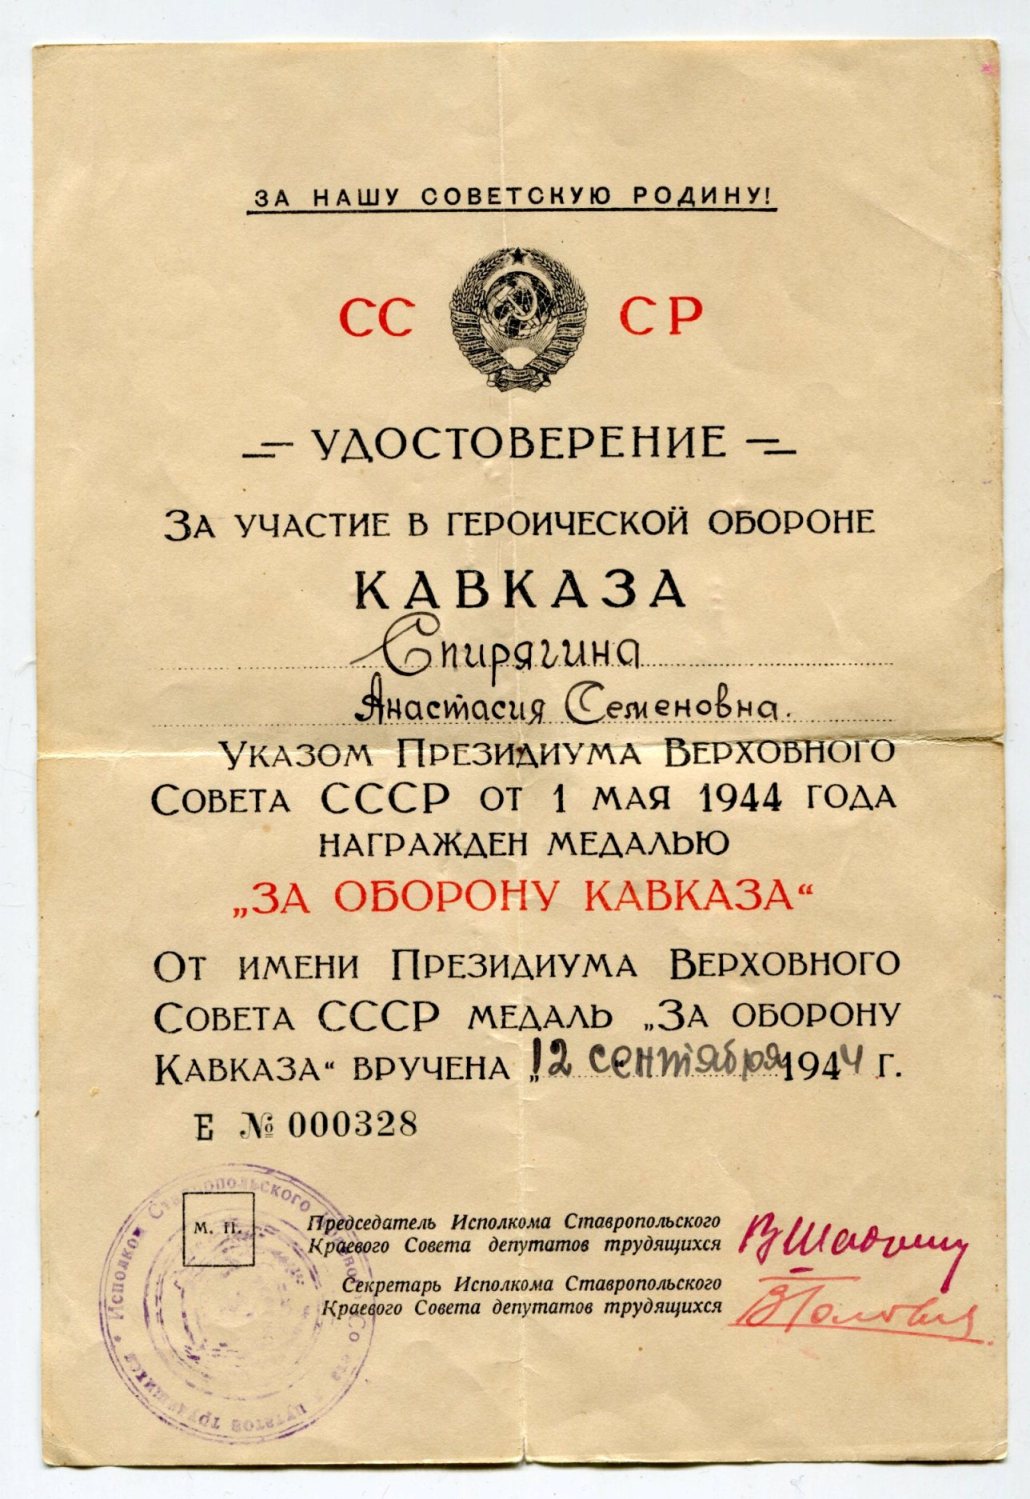 ЗА НАШУ СОВЕТСКУЮ РОДИНУ!
СС СР
УДОСТОВЕРЕНИЕ
ЗА УЧАСТИЕ В ГЕРОИЧЕСКОЙ ОБОРОНЕ
КАВКАЗА
Спирягина
Анастасия Семеновна.
УКАЗОМ ПРЕЗИДИУМА ВЕРХОВНОГО
СОВЕТА СССР ОТ 1 МАЯ 1944 ГОДА
НАГРАЖДЕН МЕДАЛЬЮ
„ЗА ОБОРОНУ КАВКАЗА“
ОТ ИМЕНИ ПРЕЗИДИУМА ВЕРХОВНОГО
СОВЕТА СССР МЕДАЛЬ „ЗА ОБОРОНУ
КАВКАЗА“ ВРУЧЕНА „12 сентября 1944 Г.
Е № 000328
М. П.
Председатель Исполкома Ставропольского
Краевого Совета депутатов трудящихся
Секретарь Исполкома Ставропольского
Краевого Совета депутатов трудящихся
Исполком Ставропольского трудящихся